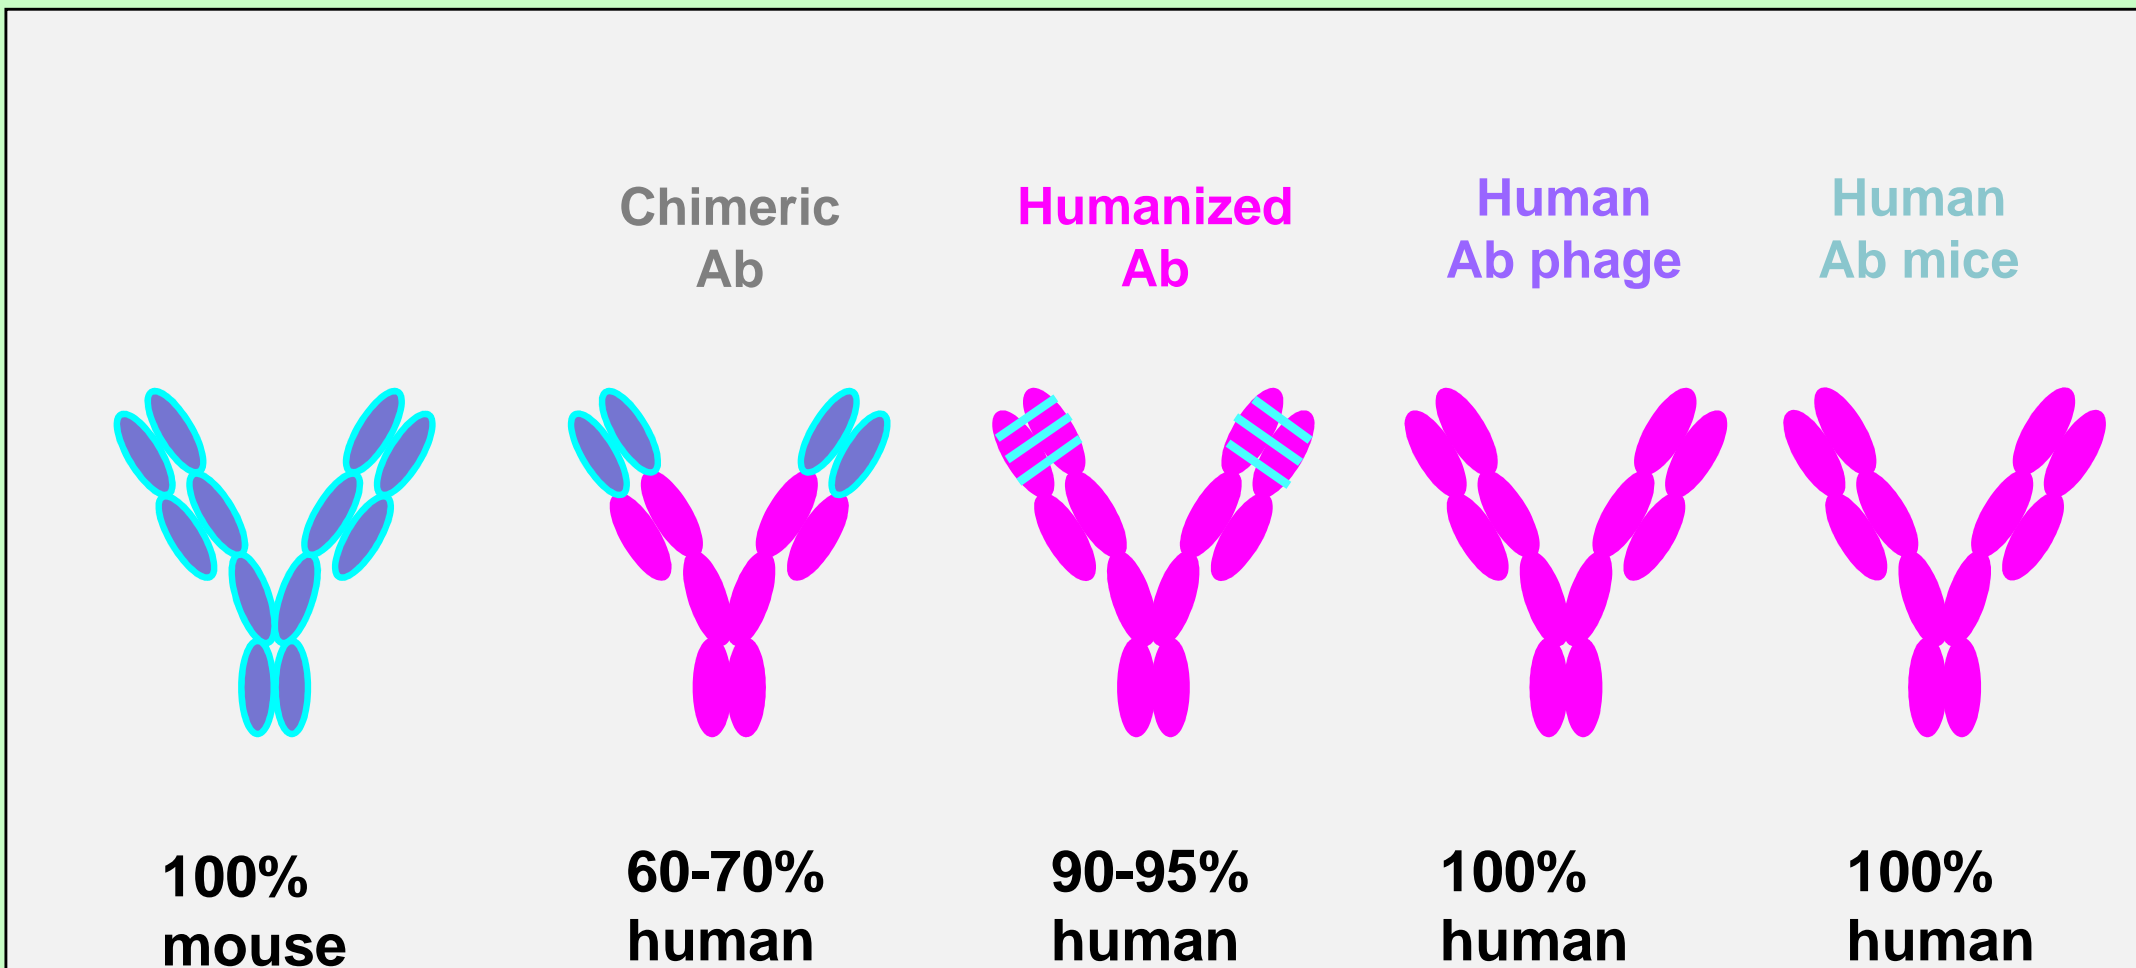 Chimeric
Ab
Humanized
Ab
Human
Ab phage
Human
Ab mice
100%
mouse
60-70%
human
90-95%
human
100%
human
100%
human